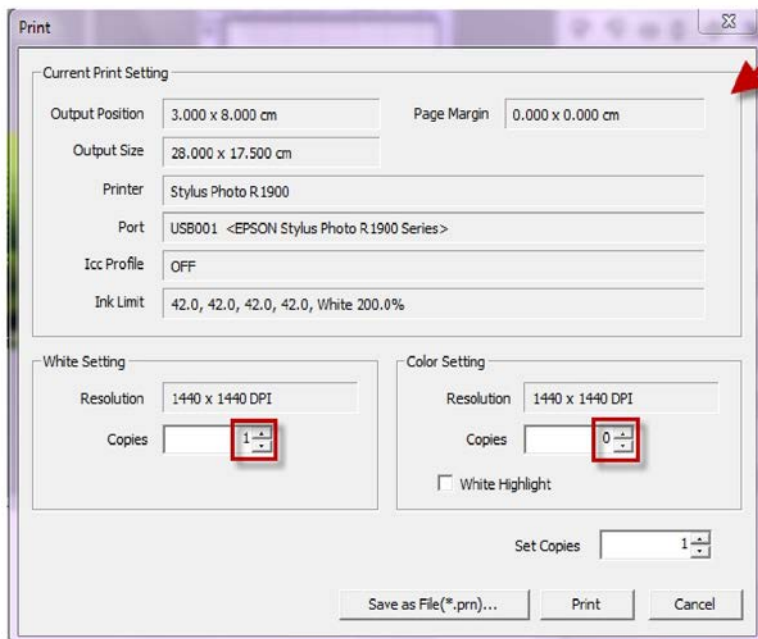 Print
Current Print Setting
Output Position 3.000 x 8.000 cm Page Margin 0.000 x 0.000 cm
Output Size 28.000 x 17.500 cm
Printer Stylus Photo R1900
Port USB001 <EPSON Stylus Photo R1900 Series>
Icc Profile OFF
Ink Limit 42.0, 42.0, 42.0, 42.0, White 200.0%
White Setting Color Setting
Resolution 1440 x 1440 DPI Resolution 1440 x 1440 DPI
Copies 1 Copies 0
White Highlight
Set Copies 1
Save as File(*.prn)... Print Cancel